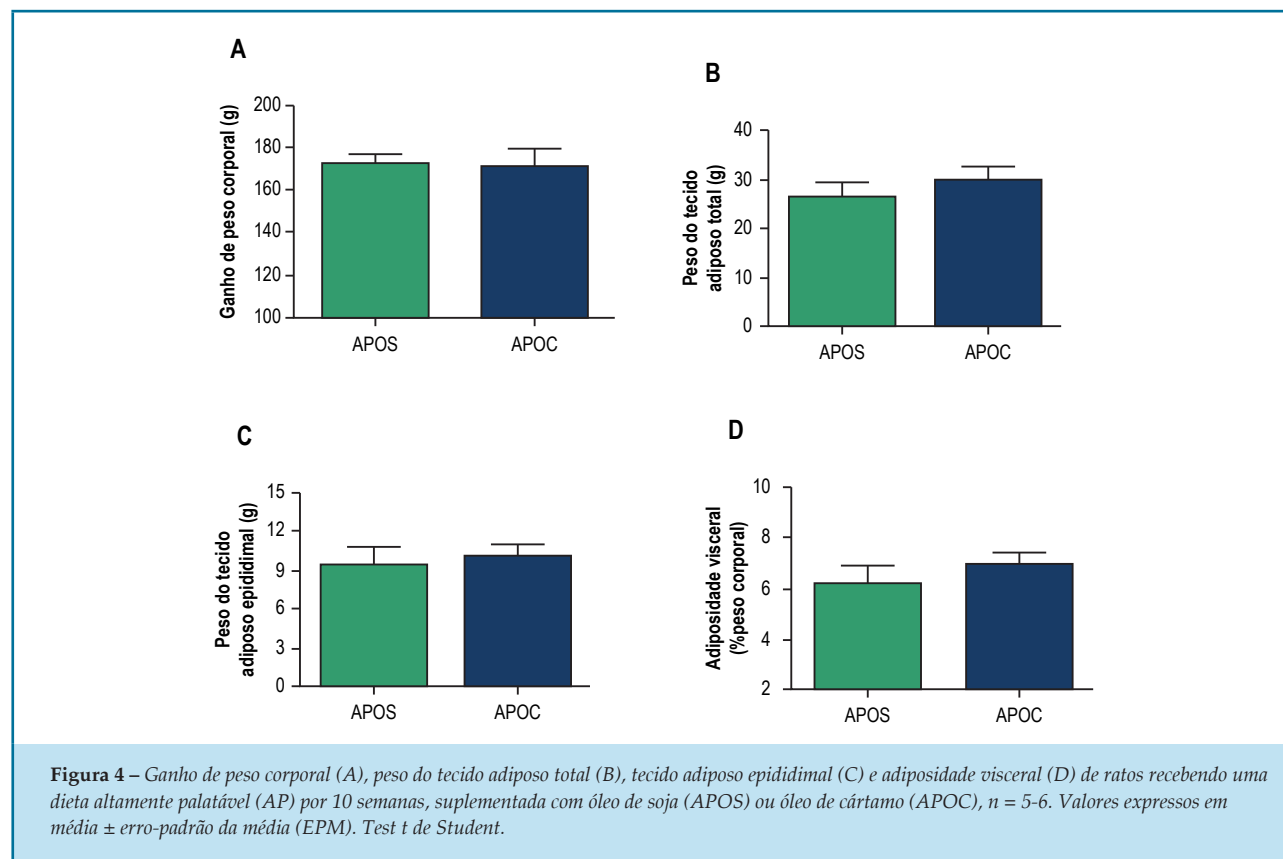 A
Ganho de peso corporal (g)
200
180
160
140
120
100
APOS
APOC
B
Peso do tecido
adiposo total (g)
40
30
20
10
0
APOS
APOC
C
Peso do tecido
adiposo epididimal (g)
15
12
9
6
3
0
APOS
APOC
D
Adiposidade visceral
(%peso corporal)
10
8
6
4
2
APOS
APOC
Figura 4 – Ganho de peso corporal (A), peso do tecido adiposo total (B), tecido adiposo epididimal (C) e adiposidade visceral (D) de ratos recebendo uma
dieta altamente palatável (AP) por 10 semanas, suplementada com óleo de soja (APOS) ou óleo de cártamo (APOC), n = 5-6. Valores expressos em
média ± erro-padrão da média (EPM). Test t de Student.